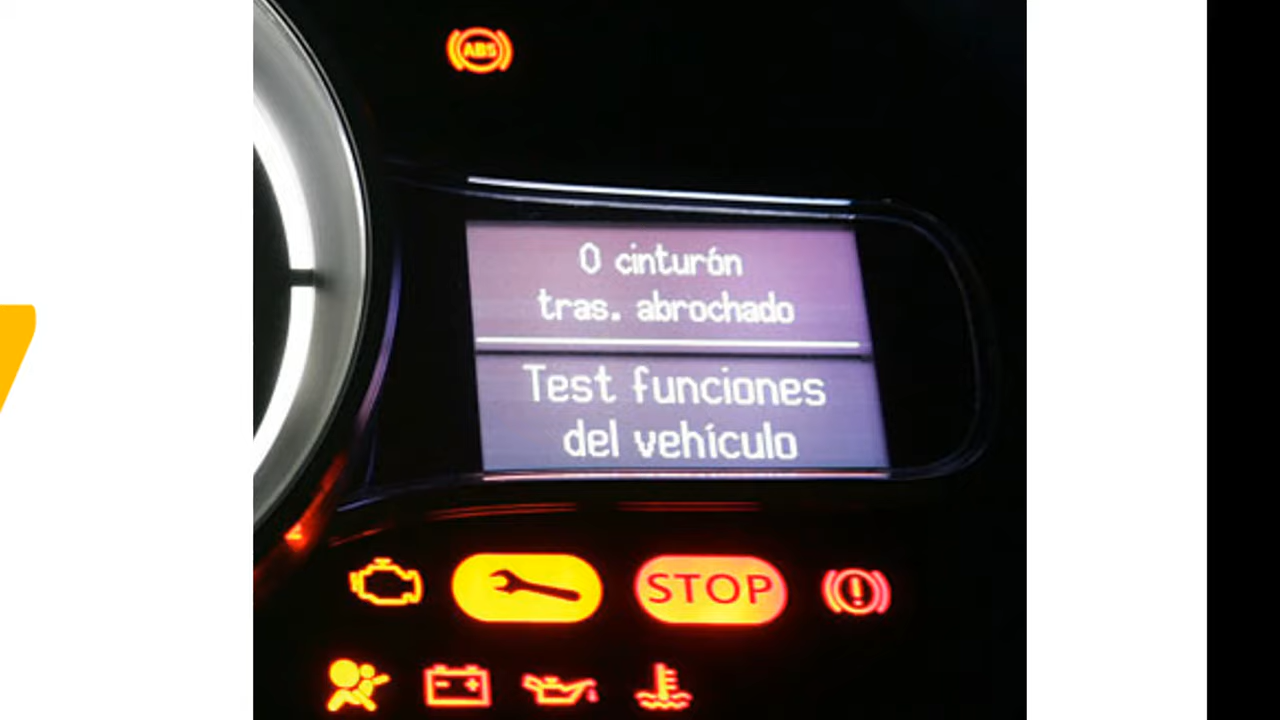 ABS
0 cinturón
tras. abrochado
Test funciones
del vehículo
STOP